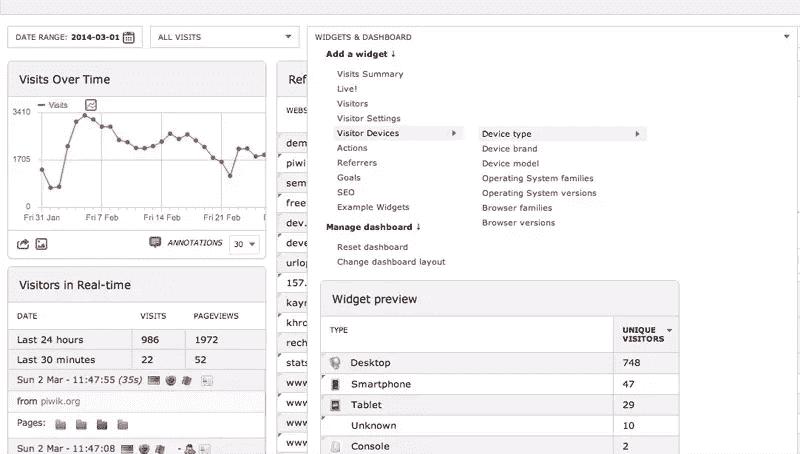 DATE RANGE: 2014-03-01
ALL VISITS
WIDGETS & DASHBOARD
Add a widget ↓
Visits Summary
Live!
Visitors
Visitor Settings
Visitor Devices
Actions
Referrers
Goals
SEO
Example Widgets
Manage dashboard ↓
Reset dashboard
Change dashboard layout
Device type
Device brand
Device model
Operating System families
Operating System versions
Browser families
Browser versions
Visits Over Time
Visits
3410
1705
0
Fri 31 Jan
Fri 7 Feb
Fri 14 Feb
Fri 21 Feb
ANNOTATIONS
30
Visitors in Real-time
DATE VISITS PAGEVIEWS
Last 24 hours 986 1972
Last 30 minutes 22 52
Sun 2 Mar - 11:47:55 (35s)
from piwik.org
Pages:
Sun 2 Mar - 11:47:08 -
Ref
WEBS
dem
piwi
sem
free
dev.
deve
urlo
157.
kayr
khro
rech
stats
www
www
www
www
Widget preview
TYPE UNIQUE
VISITORS
Desktop 748
Smartphone 47
Tablet 29
Unknown 10
Console 2